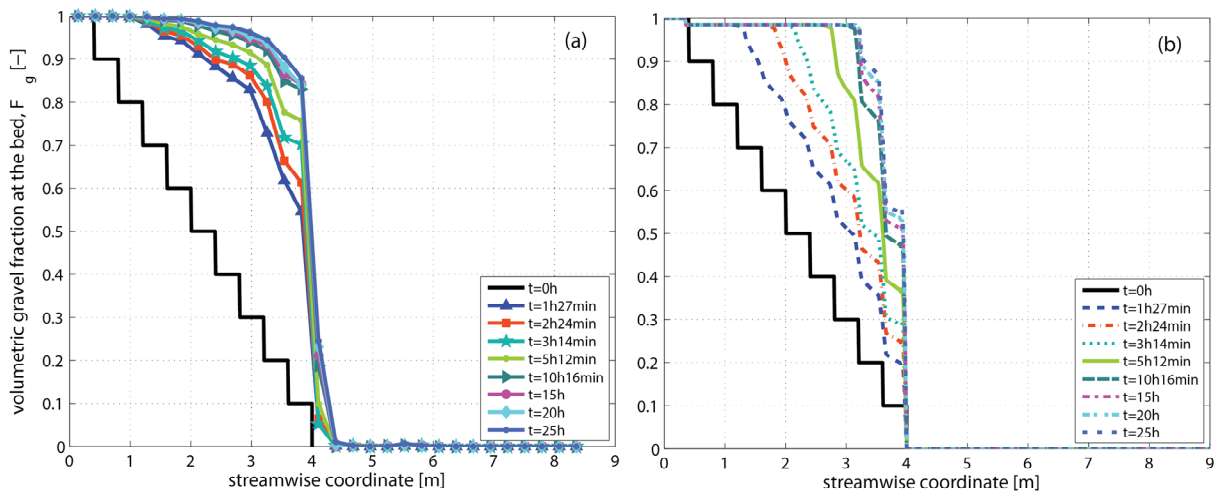 volumetric gravel fraction at the bed, F g [−]
1
0.9
0.8
0.7
0.6
0.5
0.4
0.3
0.2
0.1
0
(a)
t=0h
t=1h27min
t=2h24min
t=3h14min
t=5h12min
t=10h16min
t=15h
t=20h
t=25h
0 1 2 3 4 5 6 7 8 9
streamwise coordinate [m]
1
0.9
0.8
0.7
0.6
0.5
0.4
0.3
0.2
0.1
0
(b)
t=0h
t=1h27min
t=2h24min
t=3h14min
t=5h12min
t=10h16min
t=15h
t=20h
t=25h
0 1 2 3 4 5 6 7 8 9
streamwise coordinate [m]